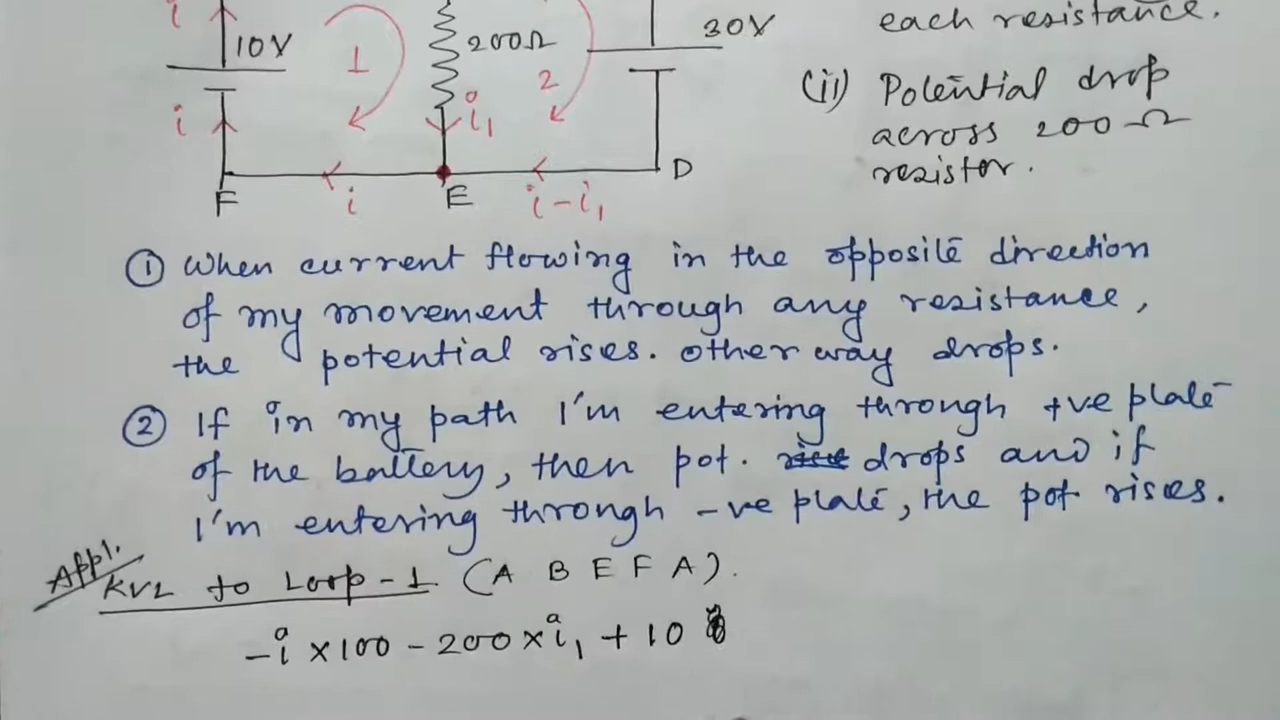 i
10V
1
200Ω
2
30V
each resistance.
(ii) Potential drop
across 200 Ω
resistor.
i
i1
F
i
E
i-i1
D
① When current flowing in the opposite direction
of my movement through any resistance,
the potential rises. other way drops.
② If in my path I'm entering through +ve plate
of the battery, then pot. drops and if
I'm entering through -ve plate, the pot rises.
Appl.
KVL to Loop-1 (A B E F A).
-i × 100 - 200 × i1 + 10